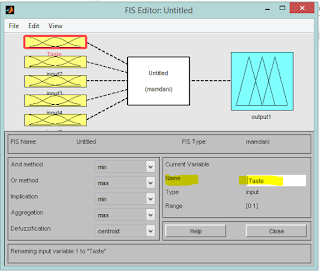 FIS Editor: Untitled
File Edit View
Taste
input2
input3
input4
Untitled
(mamdani)
output1
FIS Name: Untitled FIS Type: mamdani
And method min
Or method max
Implication min
Aggregation max
Defuzzification centroid
Current Variable
Name Taste
Type input
Range [0 1]
Help Close
Renaming input variable 1 to "Taste"